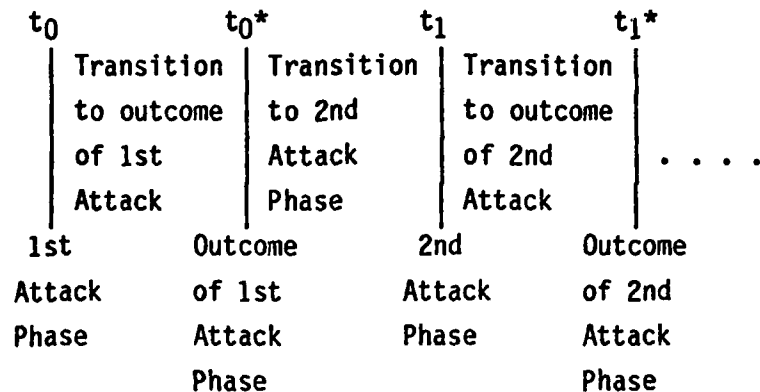 t0 t0* t1 t1*
Transition Transition Transition
to outcome to 2nd to outcome
of 1st Attack of 2nd . . . .
Attack Phase Attack
1st Outcome 2nd Outcome
Attack of 1st Attack of 2nd
Phase Attack Phase Attack
Phase Phase